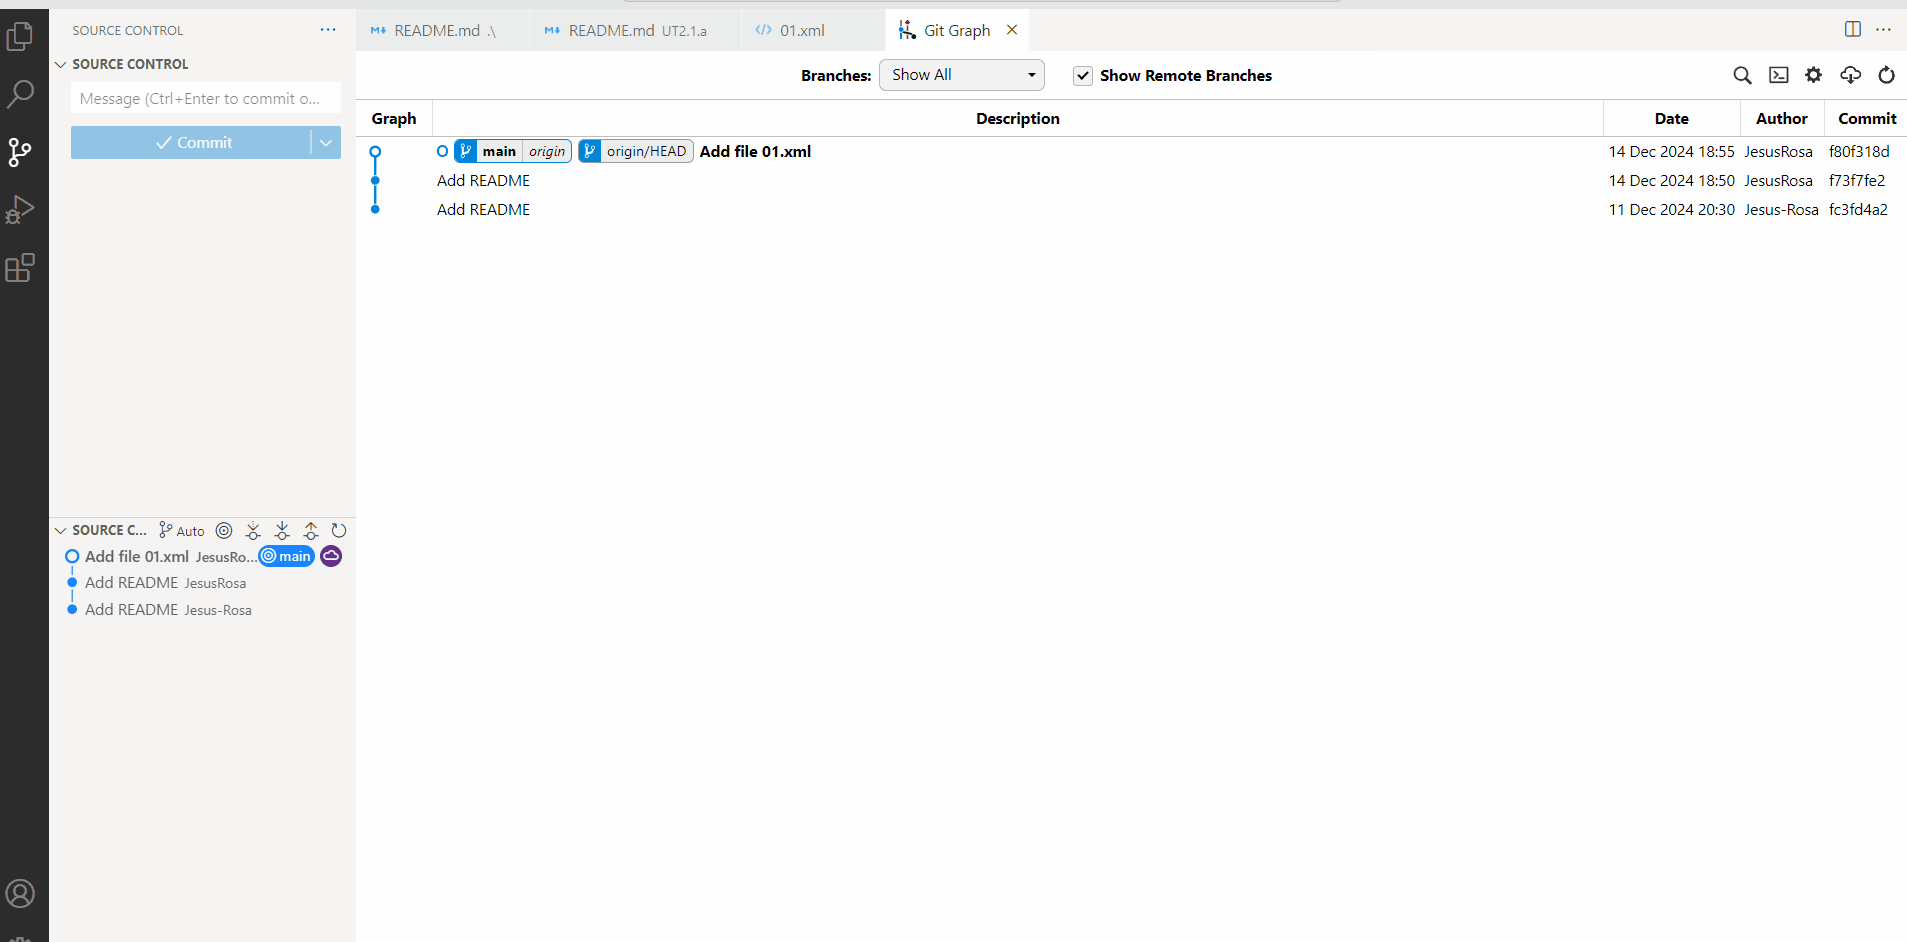 SOURCE CONTROL ···
SOURCE CONTROL
Message (Ctrl+Enter to commit o...
Commit
SOURCE C... Auto
Add file 01.xml JesusRo... main
Add README JesusRosa
Add README Jesus-Rosa
README.md .\ README.md UT2.1.a 01.xml Git Graph
Branches: Show All Show Remote Branches
Graph Description Date Author Commit
main origin origin/HEAD Add file 01.xml 14 Dec 2024 18:55 JesusRosa f80f318d
Add README 14 Dec 2024 18:50 JesusRosa f73f7fe2
Add README 11 Dec 2024 20:30 Jesus-Rosa fc3fd4a2